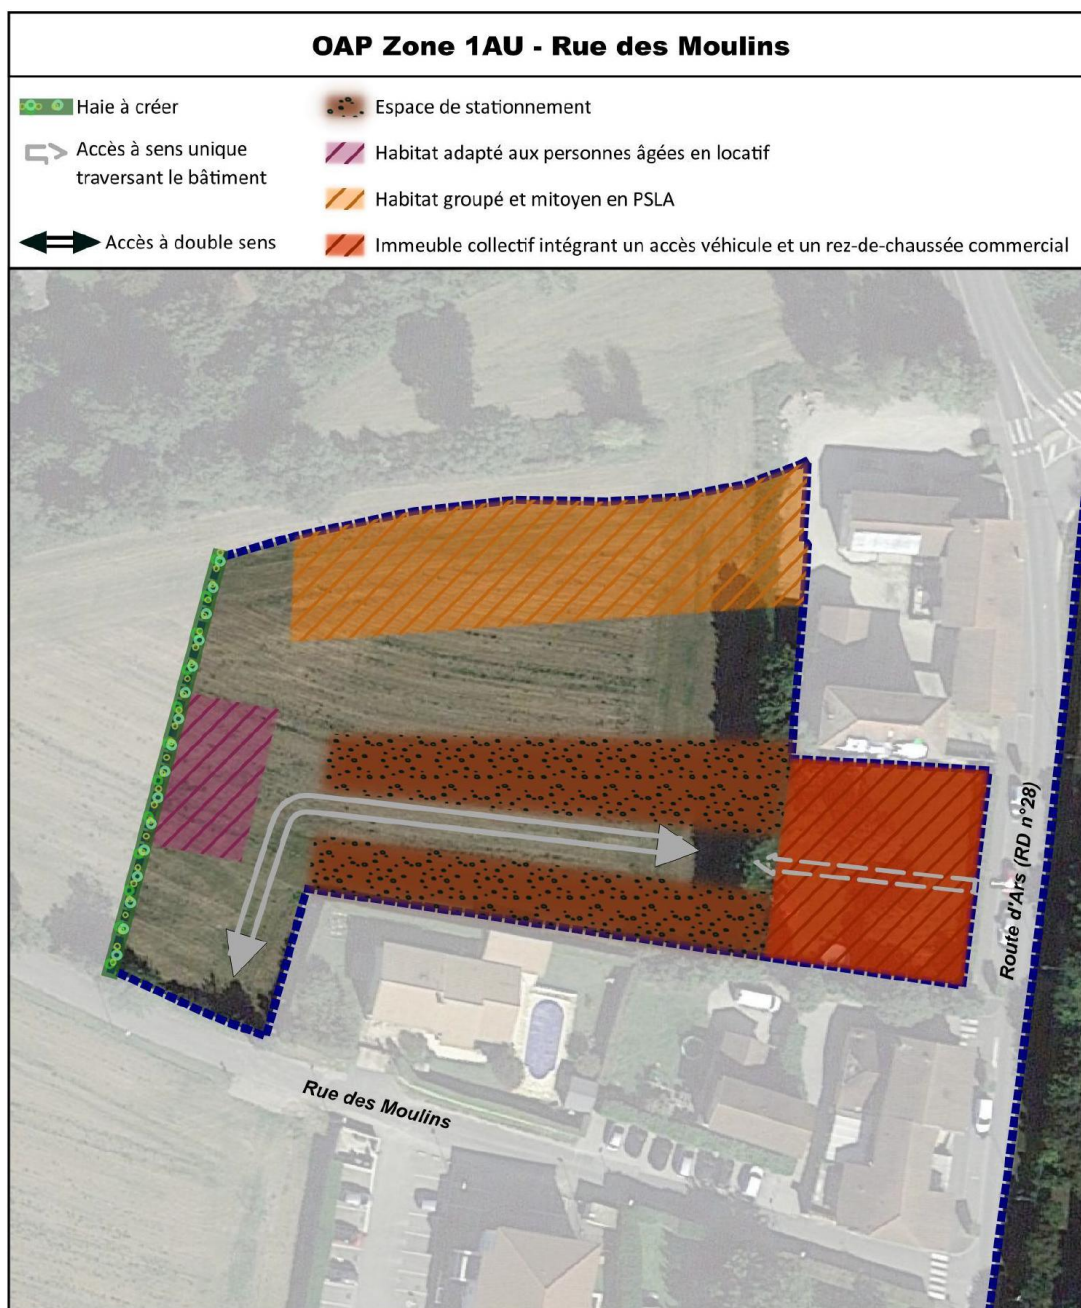 OAP Zone 1AU - Rue des Moulins
Haie à créer
Accès à sens unique
traversant le bâtiment
Accès à double sens
Espace de stationnement
Habitat adapté aux personnes âgées en locatif
Habitat groupé et mitoyen en PSLA
Immeuble collectif intégrant un accès véhicule et un rez-de-chaussée commercial
Route d'Ars (RD n°28)
Rue des Moulins